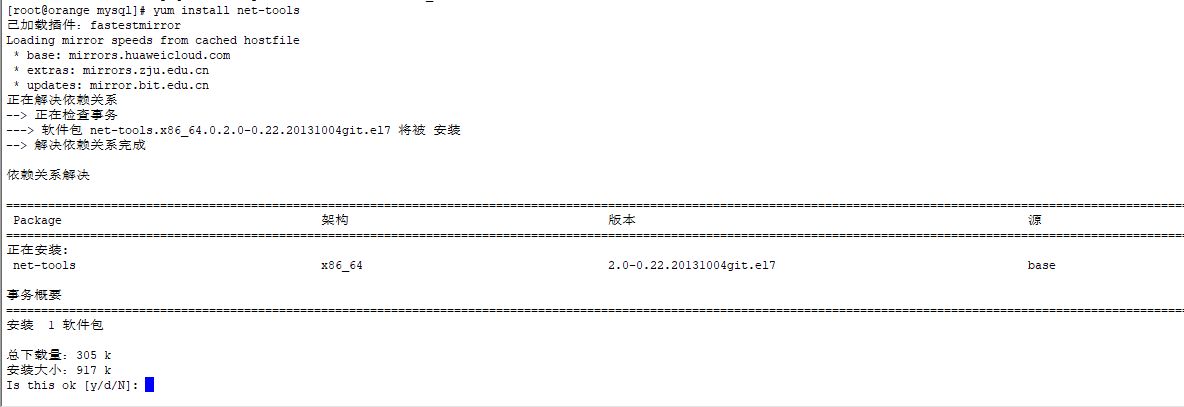 [root@orange mysql]# yum install net-tools
已加载插件：fastestmirror
Loading mirror speeds from cached hostfile
 * base: mirrors.huaweicloud.com
 * extras: mirrors.zju.edu.cn
 * updates: mirror.bit.edu.cn
正在解决依赖关系
--> 正在检查事务
---> 软件包 net-tools.x86_64.0.2.0-0.22.20131004git.el7 将被 安装
--> 解决依赖关系完成
依赖关系解决
Package 架构 版本 源
正在安装:
net-tools x86_64 2.0-0.22.20131004git.el7 base
事务概要
安装  1 软件包
总下载量：305 k
安装大小：917 k
Is this ok [y/d/N]: